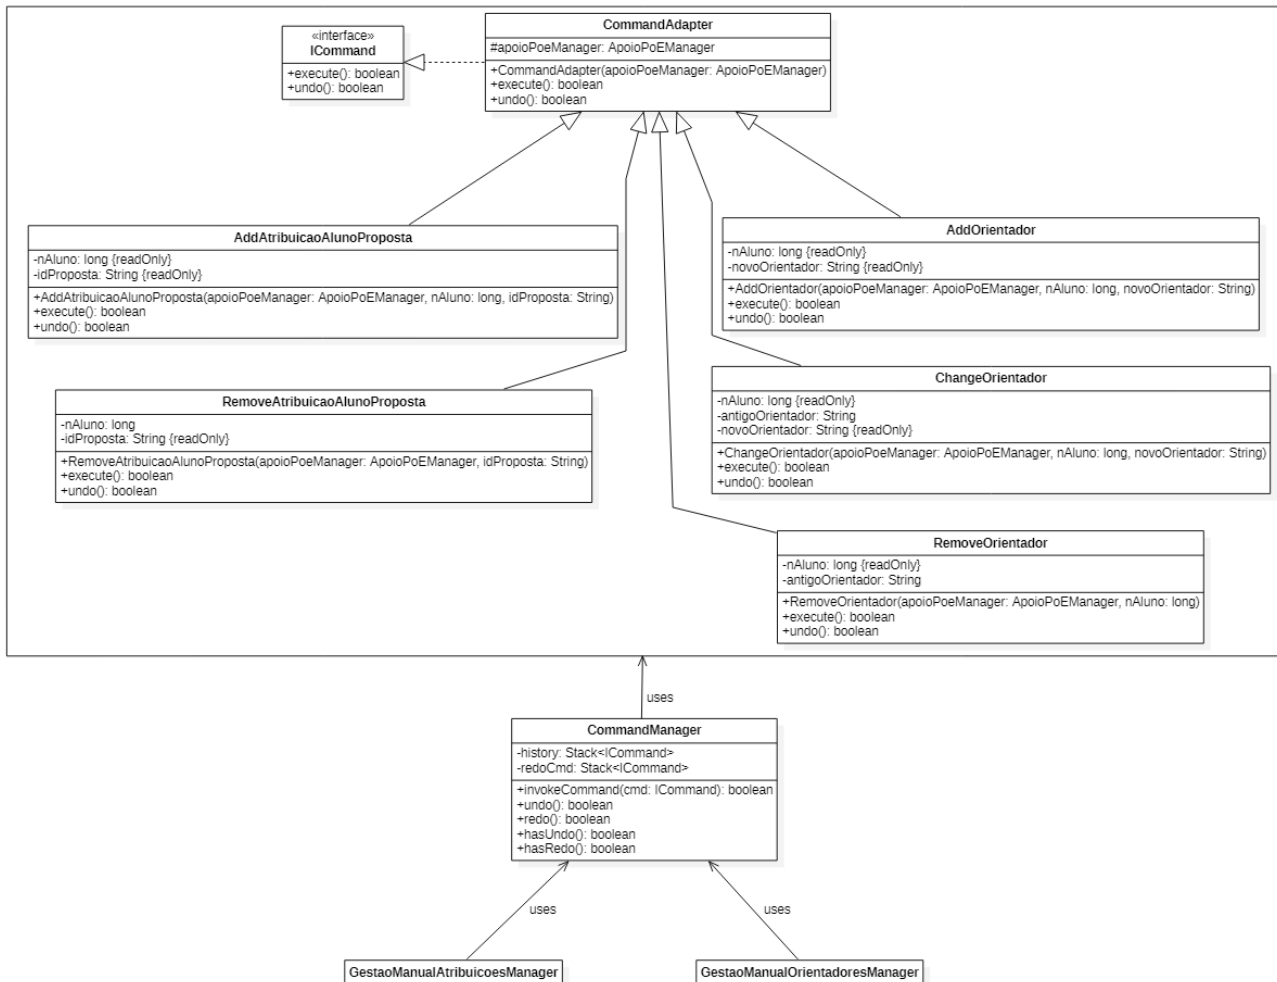 «interface»
ICommand
+execute(): boolean
+undo(): boolean
CommandAdapter
#apoioPoeManager: ApoioPoEManager
+CommandAdapter(apoioPoeManager: ApoioPoEManager)
+execute(): boolean
+undo(): boolean
AddAtribuicaoAlunoProposta
-nAluno: long {readOnly}
-idProposta: String {readOnly}
+AddAtribuicaoAlunoProposta(apoioPoeManager: ApoioPoEManager, nAluno: long, idProposta: String)
+execute(): boolean
+undo(): boolean
AddOrientador
-nAluno: long {readOnly}
-novoOrientador: String {readOnly}
+AddOrientador(apoioPoeManager: ApoioPoEManager, nAluno: long, novoOrientador: String)
+execute(): boolean
+undo(): boolean
RemoveAtribuicaoAlunoProposta
-nAluno: long
-idProposta: String {readOnly}
+RemoveAtribuicaoAlunoProposta(apoioPoeManager: ApoioPoEManager, idProposta: String)
+execute(): boolean
+undo(): boolean
ChangeOrientador
-nAluno: long {readOnly}
-antigoOrientador: String
-novoOrientador: String {readOnly}
+ChangeOrientador(apoioPoeManager: ApoioPoEManager, nAluno: long, novoOrientador: String)
+execute(): boolean
+undo(): boolean
RemoveOrientador
-nAluno: long {readOnly}
-antigoOrientador: String
+RemoveOrientador(apoioPoeManager: ApoioPoEManager, nAluno: long)
+execute(): boolean
+undo(): boolean
uses
CommandManager
-history: Stack<ICommand>
-redoCmd: Stack<ICommand>
+invokeCommand(cmd: ICommand): boolean
+undo(): boolean
+redo(): boolean
+hasUndo(): boolean
+hasRedo(): boolean
uses
uses
GestaoManualAtribuicoesManager
GestaoManualOrientadoresManager